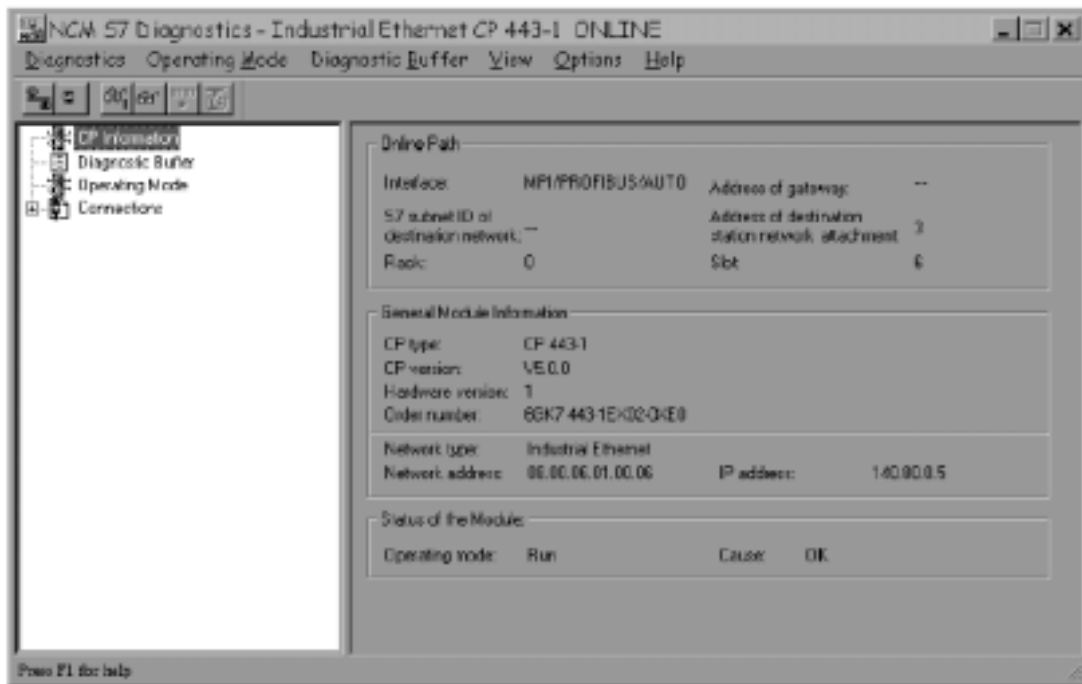 NCM S7 Diagnostics - Industrial Ethernet CP 443-1 ONLINE
Diagnostics Operating Mode Diagnostic Buffer View Options Help
CP Information
Diagnostic Buffer
Operating Mode
Connections
Online Path
Interface: MPI/PROFIBUS/AUTO Address of gateway: --
S7 subnet ID of destination network: -- Address of destination station network attachment
Rack: 0 Slot: 6
General Module Information
CP type: CP 443-1
CP version: V5.0.0
Hardware version: 1
Order number: 6GK7 443-1EX02-0XE0
Network type: Industrial Ethernet
Network address: 08.00.06.01.00.06 IP address: 140.80.0.5
Status of the Module:
Operating mode: Run Cause: OK
Press F1 for help